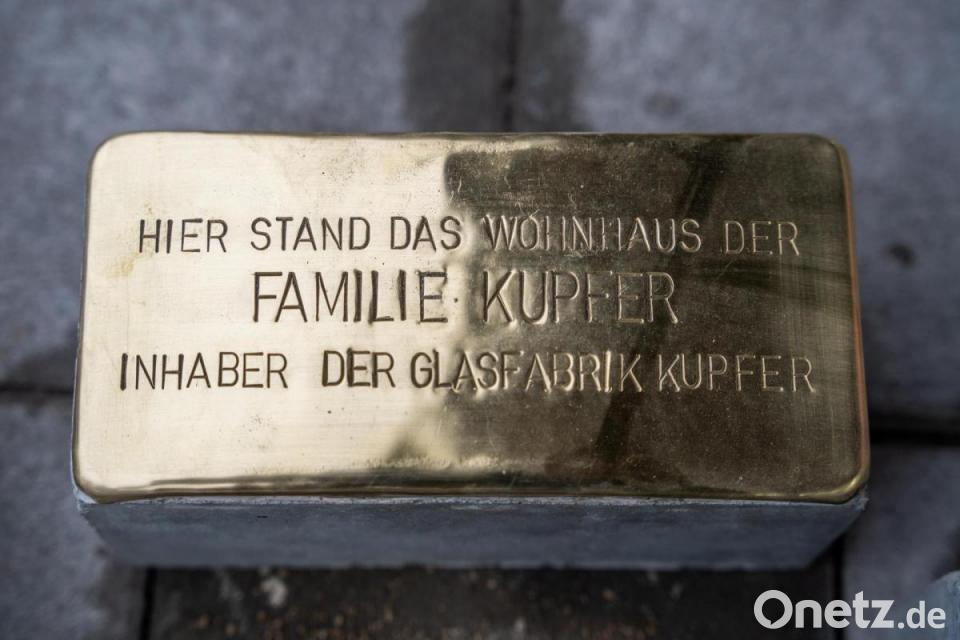 HIER STAND DAS WOHNHAUS DER
FAMILIE KUPFER
INHABER DER GLASFABRIK KUPFER
Onetz.de